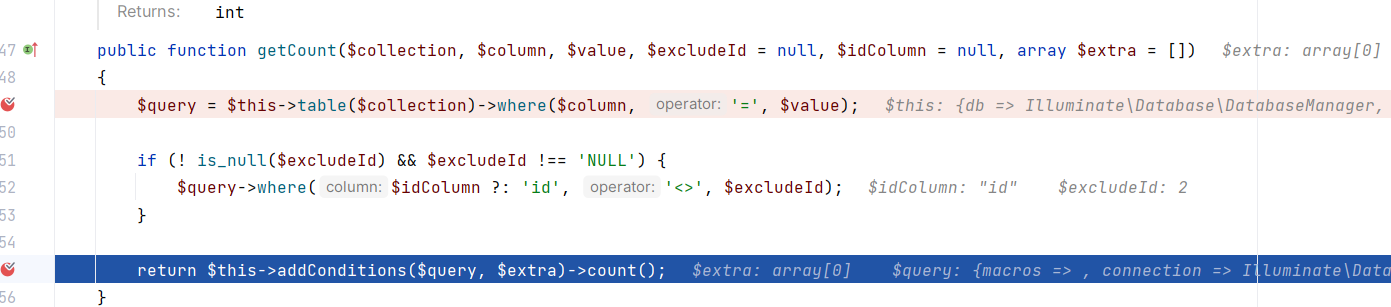 Returns: int
47 public function getCount($collection, $column, $value, $excludeId = null, $idColumn = null, array $extra = []) $extra: array[0]
48 {
$query = $this->table($collection)->where($column, operator: '=', $value); $this: {db => Illuminate\Database\DatabaseManager,
50
51 if (! is_null($excludeId) && $excludeId !== 'NULL') {
52 $query->where( column: $idColumn ?: 'id', operator: '<>', $excludeId); $idColumn: "id" $excludeId: 2
53 }
54
return $this->addConditions($query, $extra)->count(); $extra: array[0] $query: {macros => , connection => Illuminate\Data
56 }